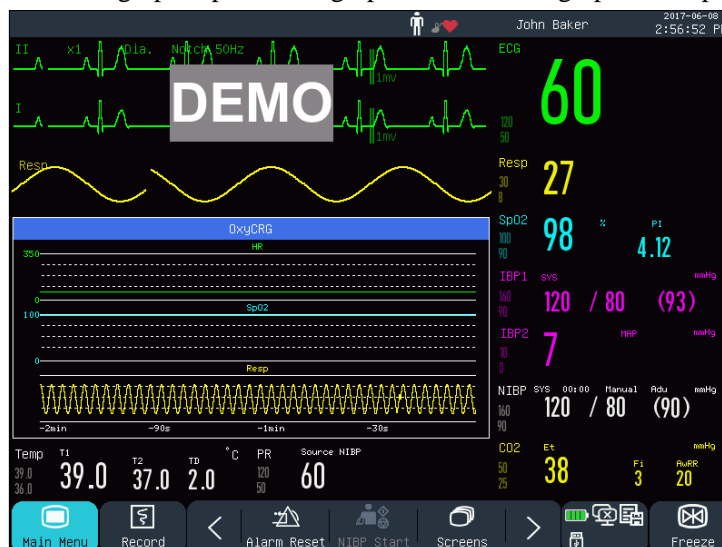 John Baker
2017-06-08
2:56:52
II x1 Dia. Notch 50Hz
1mv
DEMO
I
1mv
Resp
OxyCRG
HR
350
0
SpO2
100
0
Resp
-2min -90s -1min -30s
ECG
120
50
60
Resp
30
8
27
SpO2
100
90
98
%
PI
4.12
IBP1 SYS mmHg
160
90
120 / 80 (93)
IBP2 MAP mmHg
10
0
7
NIBP SYS 00:00 Manual Adu mmHg
160
90
120 / 80 (90)
CO2 Et mmHg
50
25
38
Fi
3
AwRR
20
Temp T1 T2 TD °C
39.0
36.0
39.0 37.0 2.0
PR Source NIBP
120
50
60
Main Menu Record Alarm Reset NIBP Start Screens Freeze